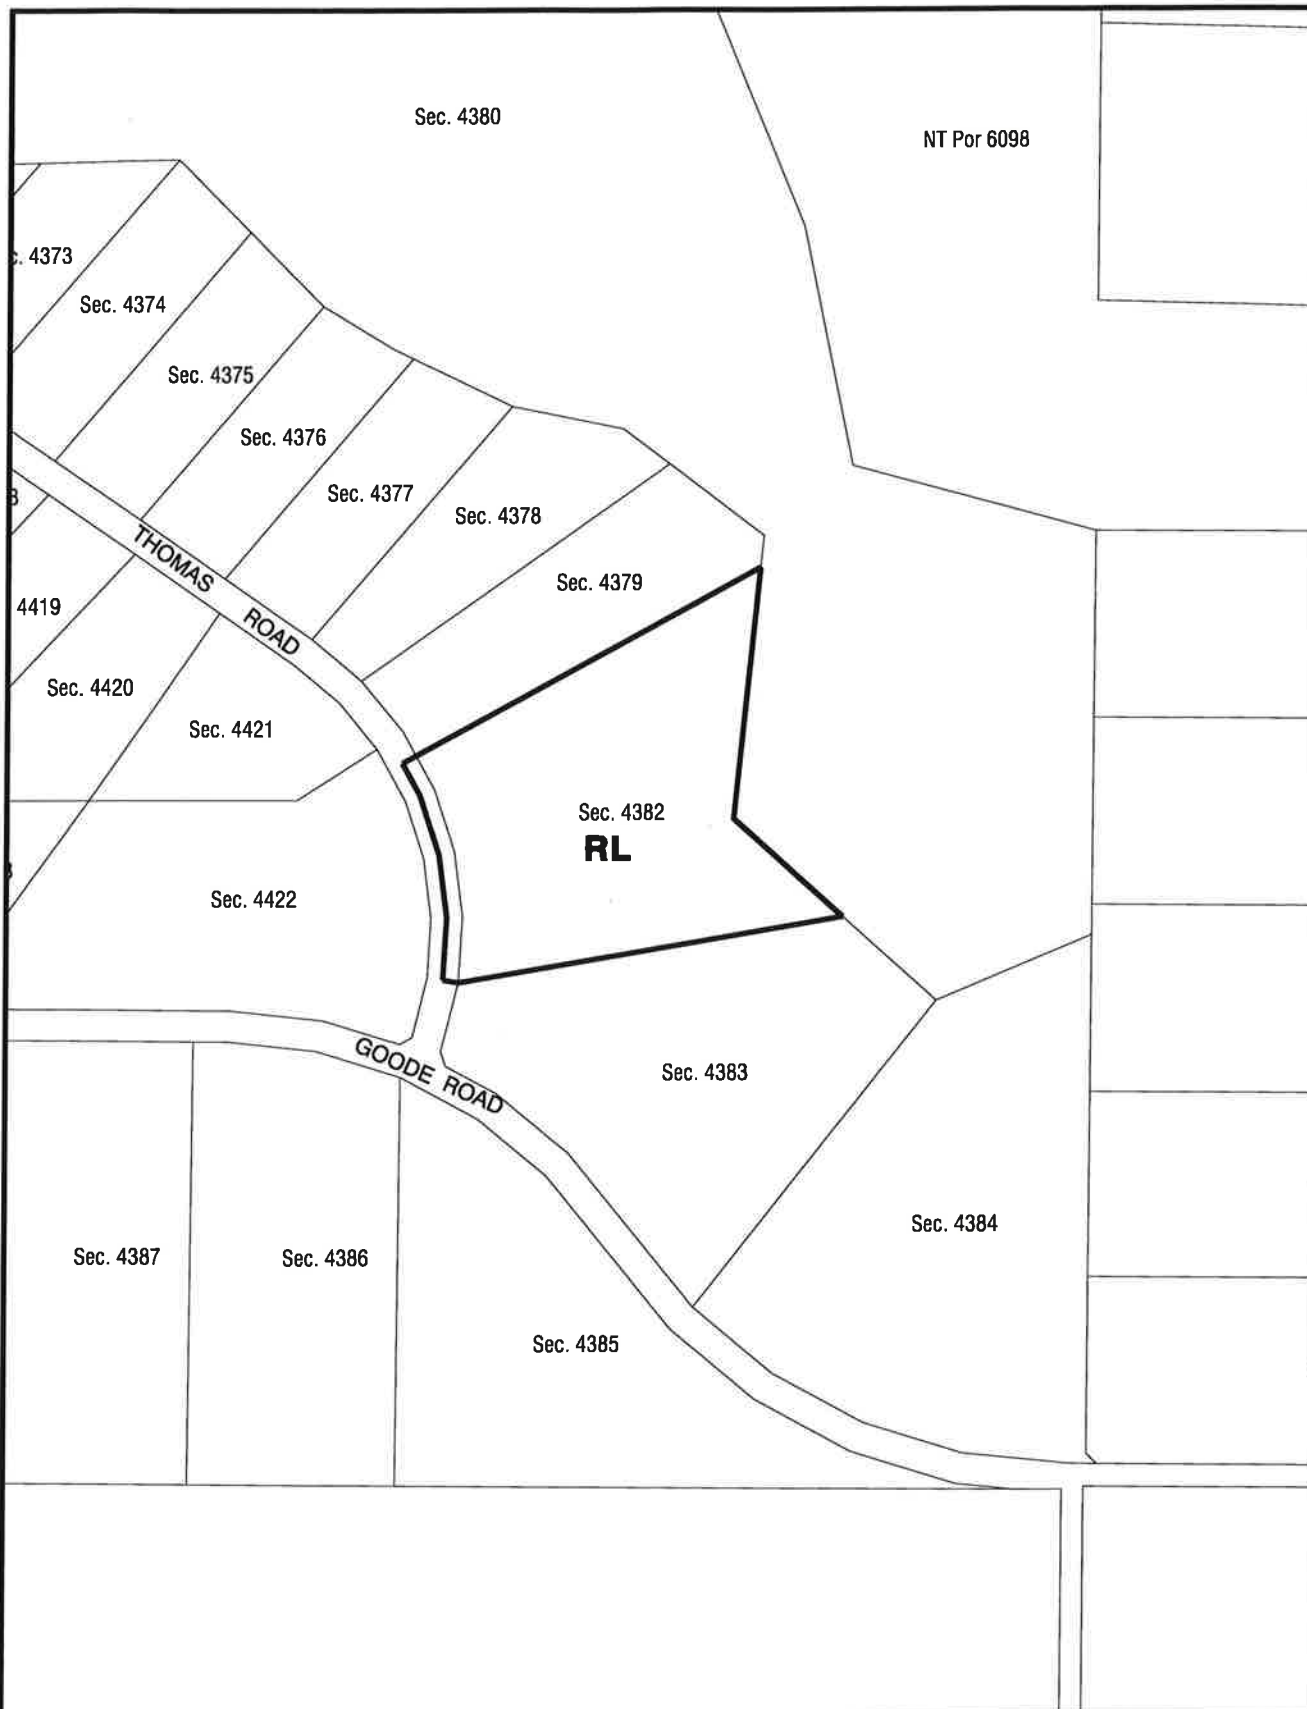 Sec. 4380
NT Por 6098
4373
Sec. 4374
Sec. 4375
Sec. 4376
Sec. 4377
Sec. 4378
THOMAS ROAD
Sec. 4379
4419
Sec. 4420
Sec. 4421
Sec. 4382
RL
Sec. 4422
GOODE ROAD
Sec. 4383
Sec. 4384
Sec. 4387
Sec. 4386
Sec. 4385